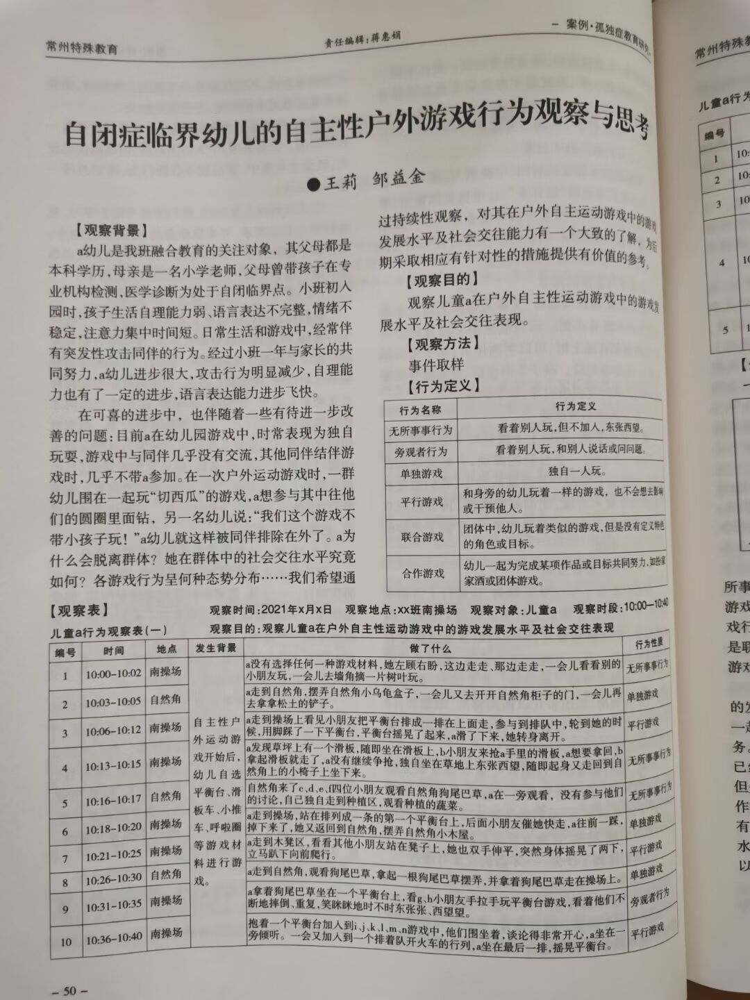 常州特殊教育
责任编辑:蒋惠娟
— 案例·孤独症教育研究
自闭症临界幼儿的自主性户外游戏行为观察与思考
●王莉 邹益金
【观察背景】
a幼儿是我班融合教育的关注对象，其父母都是
本科学历,母亲是一名小学老师,父母曾带孩子在专
业机构检测,医学诊断为处于自闭临界点。小班初入
园时,孩子生活自理能力弱、语言表达不完整,情绪不
稳定,注意力集中时间短。日常生活和游戏中,经常伴
有突发性攻击同伴的行为。经过小班一年与家长的共
同努力,a幼儿进步很大,攻击行为明显减少,自理能
力也有了一定的进步,语言表达能力进步飞快。
在可喜的进步中，也伴随着一些有待进一步改
善的问题:目前a在幼儿园游戏中,时常表现为独自
玩耍,游戏中与同伴几乎没有交流,其他同伴结伴游
戏时,几乎不带a参加。在一次户外运动游戏时,一群
幼儿围在一起玩“切西瓜”的游戏,a想参与其中往他
们的圆圈里面钻，另一名幼儿说:“我们这个游戏不
带小孩子玩！”a幼儿就这样被同伴排除在外了。a为
什么会脱离群体？她在群体中的社会交往水平究竟
如何？各游戏行为呈何种态势分布……我们希望通
过持续性观察，对其在户外自主运动游戏中的游戏
发展水平及社会交往能力有一个大致的了解，为后
期采取相应有针对性的措施提供有价值的参考。
【观察目的】
观察儿童a在户外自主性运动游戏中的游戏发
展水平及社会交往表现。
【观察方法】
事件取样
【行为定义】
行为名称 行为定义
无所事事行为 看着别人玩,但不加入,东张西望。
旁观者行为 看着别人玩,和别人说话或问问题。
单独游戏 独自一人玩。
平行游戏 和身旁的幼儿玩着一样的游戏，也不会想去影响
或干预他人。
联合游戏 团体中,幼儿玩着类似的游戏,但是没有定义特色
的角色或目标。
合作游戏 幼儿一起为完成某项作品或目标共同努力,如扮家
家酒或团体游戏。
【观察表】 观察时间:2021年x月x日 观察地点:xx班南操场 观察对象:儿童a 观察时段:10:00—10:40
儿童a行为观察表(一) 观察目的:观察儿童a在户外自主性运动游戏中的游戏发展水平及社会交往表现
编号 时间 地点 发生背景 做了什么 行为性质
自主性户
外运动游
戏开始后,
幼儿自选
平衡台、滑
板车、小推
车、呼啦圈
等游戏材
料进行游
戏。
1 10:00-10:02 南操场 a没有选择任何一种游戏材料,她左顾右盼,这边走走、那边走走,一会儿看看别的
小朋友玩,一会儿去墙角摘一片树叶玩。 无所事事行为
2 10:03-10:05 自然角 a走到自然角,摆弄自然角小乌龟盒子,一会儿又去开开自然角柜子的门,一会儿再
去拿拿松土的铲子。 单独游戏
3 10:06-10:12 南操场 a走到操场上看见小朋友把平衡台排成一排在上面走,参与到排队中,轮到她的时
候,用脚踩了一下平衡台,平衡台摇晃了起来,a滑了下来,她转身离开。 平行游戏
4 10:13-10:15 南操场 a发现草坪上有一个滑板,随即坐在滑板上,b小朋友来抢a手里的滑板,a想要拿回,b
拿起滑板就走了,a没有继续争抢,独自坐在草地上东张西望,随即起身又走回到自
然角上的小椅子上坐下来。 无所事事行为
5 10:16-10:17 自然角 自然角来了c、d、e、f四位小朋友观看自然角狗尾巴草,a在一旁观看，没有参与他们
的讨论,自己独自走到种植区,观看种植的蔬菜。 无所事事行为
6 10:18-10:20 南操场 a走到操场,站在排列成一条的第一个平衡台上,后面小朋友催她快走,a往前一踩,
掉下来了,她又返回到自然角,摆弄自然角小木屋。 单独游戏
7 10:21-10:25 南操场 a走到木凳区,看看其他小朋友站在凳子上,她也双手伸平,突然身体摇晃了两下,
立马趴下向前爬行。 平行游戏
8 10:26-10:30 自然角 a走到自然角,观看狗尾巴草,拿起一根狗尾巴草摆弄,并拿着狗尾巴草走在操场上。 单独游戏
9 10:31-10:35 南操场 a拿着狗尾巴草坐在一个平衡台上,看g、h小朋友手拉手玩平衡台游戏,看着他们不
断地摔倒、重复,笑眯眯地时不时东张张、西望望。 旁观者行为
10 10:36-10:40 南操场 抱着一个平衡台加入到i、j、k、l、m、n游戏中,他们围坐着,谈论得非常开心,a坐在一
旁倾听。一会又加入到一个排着队开火车的行列,a坐在最后一排,摇晃平衡台。 平行游戏
- 50 -
常州特殊教
儿童a行为
编号
1 10:
2 10:
3 10
4 10
5 1
所事
游戏
戏行
是联
游戏
的发
一起
务。
已
但
作
有
水
以